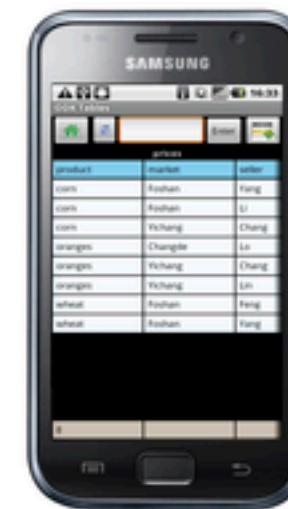 SAMSUNG
16:33
ODK Tables
Enter
prices
product market seller
corn Foshan Yang
corn Foshan Li
corn Yichang Chang
oranges Changde Lo
oranges Yichang Chang
oranges Yichang Lin
wheat Foshan Feng
wheat Foshan Yang
8